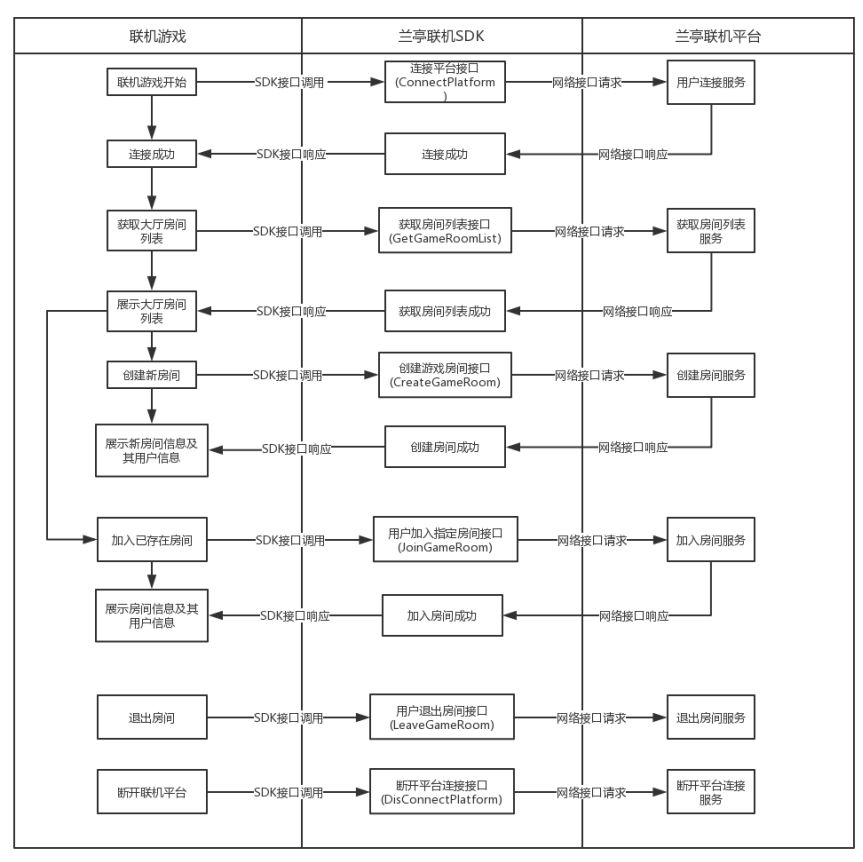 联机游戏
兰亭联机SDK
兰亭联机平台
联机游戏开始
SDK接口调用
连接平台接口
(ConnectPlatform
)
网络接口请求
用户连接服务
连接成功
SDK接口响应
连接成功
网络接口响应
获取大厅房间
列表
SDK接口调用
获取房间列表接口
(GetGameRoomList)
网络接口请求
获取房间列表
服务
展示大厅房间
列表
SDK接口响应
获取房间列表成功
网络接口响应
创建新房间
SDK接口调用
创建游戏房间接口
(CreateGameRoom)
网络接口请求
创建房间服务
展示新房间信息及
其用户信息
SDK接口响应
创建房间成功
网络接口响应
加入已存在房间
SDK接口调用
用户加入指定房间接口
(JoinGameRoom)
网络接口请求
加入房间服务
展示房间信息及其
用户信息
SDK接口响应
加入房间成功
网络接口响应
退出房间
SDK接口调用
用户退出房间接口
(LeaveGameRoom)
网络接口请求
退出房间服务
断开联机平台
SDK接口调用
断开平台连接接口
(DisConnectPlatform)
网络接口请求
断开平台连接
服务